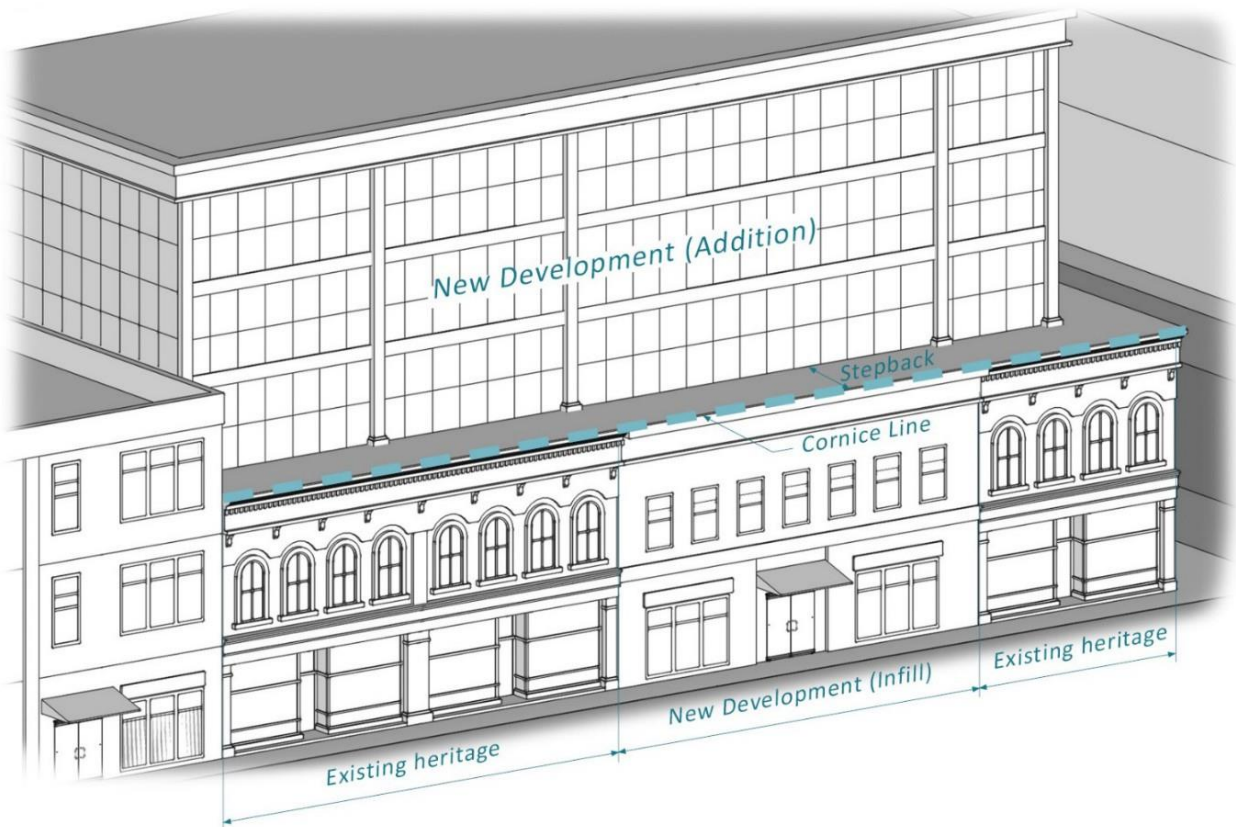 New Development (Addition)
Stepback
Cornice Line
Existing heritage
New Development (Infill)
Existing heritage